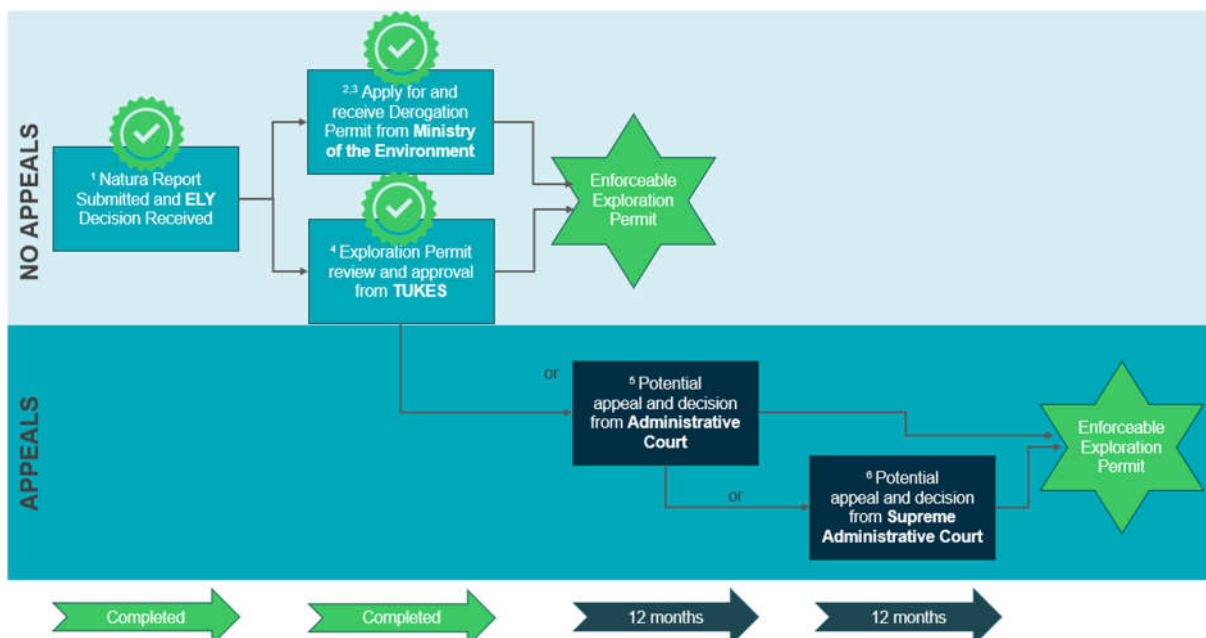 NO APPEALS
¹ Natura Report
Submitted and ELY
Decision Received
²,³ Apply for and
receive Derogation
Permit from Ministry
of the Environment
⁴ Exploration Permit
review and approval
from TUKES
Enforceable
Exploration
Permit
APPEALS
or
⁵ Potential
appeal and decision
from Administrative
Court
or
⁶ Potential
appeal and decision
from Supreme
Administrative Court
Enforceable
Exploration
Permit
Completed
Completed
12 months
12 months